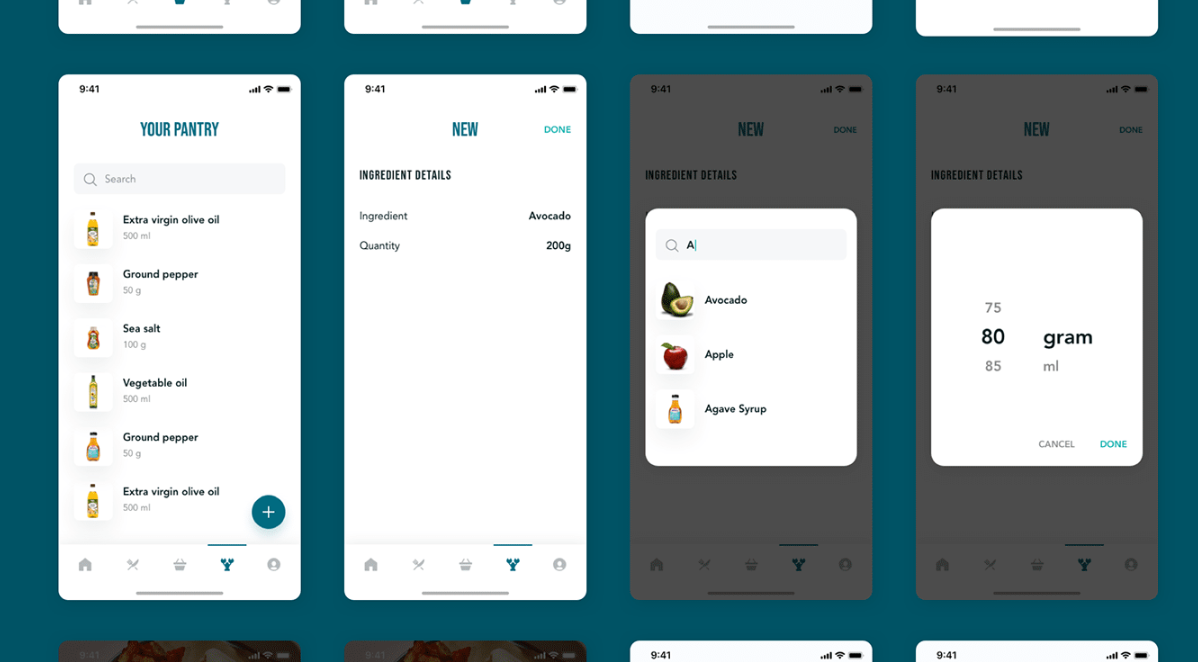 9:41
YOUR PANTRY
Search
Extra virgin olive oil
500 ml
Ground pepper
50 g
Sea salt
100 g
Vegetable oil
500 ml
Ground pepper
50 g
Extra virgin olive oil
500 ml
9:41
NEW
DONE
INGREDIENT DETAILS
Ingredient
Avocado
Quantity
200g
9:41
NEW
DONE
INGREDIENT DETAILS
A
Avocado
Apple
Agave Syrup
9:41
NEW
DONE
INGREDIENT DETAILS
75
80
gram
85
ml
CANCEL
DONE
9:41
9:41
9:41
9:41